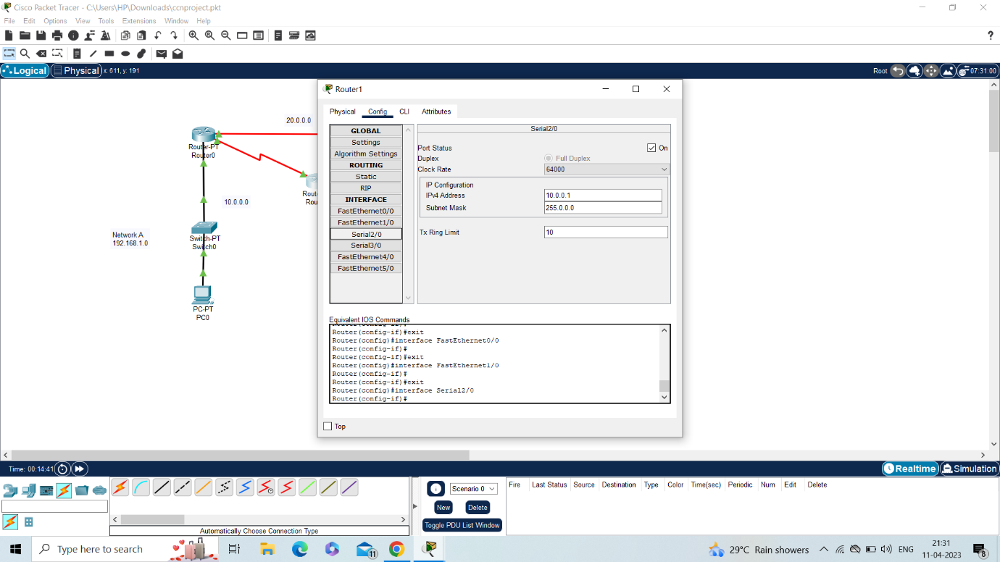 Cisco Packet Tracer - C:\Users\HP\Downloads\ccnproject.pkt
File Edit Options View Tools Extensions Window Help
?
Logical Physical x: 611, y: 191 Root 07:31:00
Router1
Physical Config CLI Attributes
GLOBAL
Settings
Algorithm Settings
ROUTING
Static
RIP
INTERFACE
FastEthernet0/0
FastEthernet1/0
Serial2/0
Serial3/0
FastEthernet4/0
FastEthernet5/0
Serial2/0
Port Status On
Duplex Full Duplex
Clock Rate 64000
IP Configuration
IPv4 Address 10.0.0.1
Subnet Mask 255.0.0.0
Tx Ring Limit 10
Equivalent IOS Commands
Router(config-if)#
Router(config-if)#exit
Router(config)#interface FastEthernet0/0
Router(config-if)#
Router(config-if)#exit
Router(config)#interface FastEthernet1/0
Router(config-if)#
Router(config-if)#exit
Router(config)#interface Serial2/0
Router(config-if)#
Top
20.0.0.0
Router-PT
Router0
Rout
Rou
10.0.0.0
Network A
192.168.1.0
Switch-PT
Switch0
PC-PT
PC0
Time: 00:14:41 Realtime Simulation
Automatically Choose Connection Type
Scenario 0
New Delete
Toggle PDU List Window
Fire Last Status Source Destination Type Color Time(sec) Periodic Num Edit Delete
Type here to search
11
29°C Rain showers ENG
21:31
11-04-2023
8